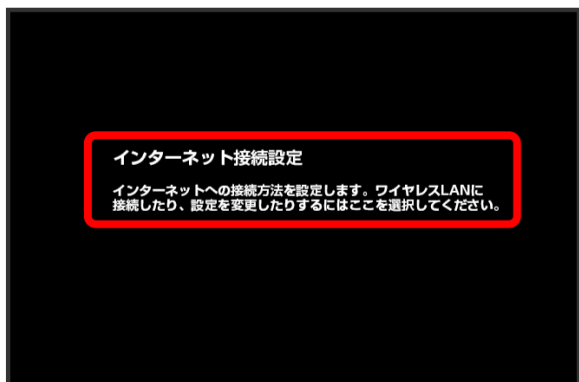 インターネット接続設定
インターネットへの接続方法を設定します。ワイヤレスLANに
接続したり、設定を変更したりするにはここを選択してください。